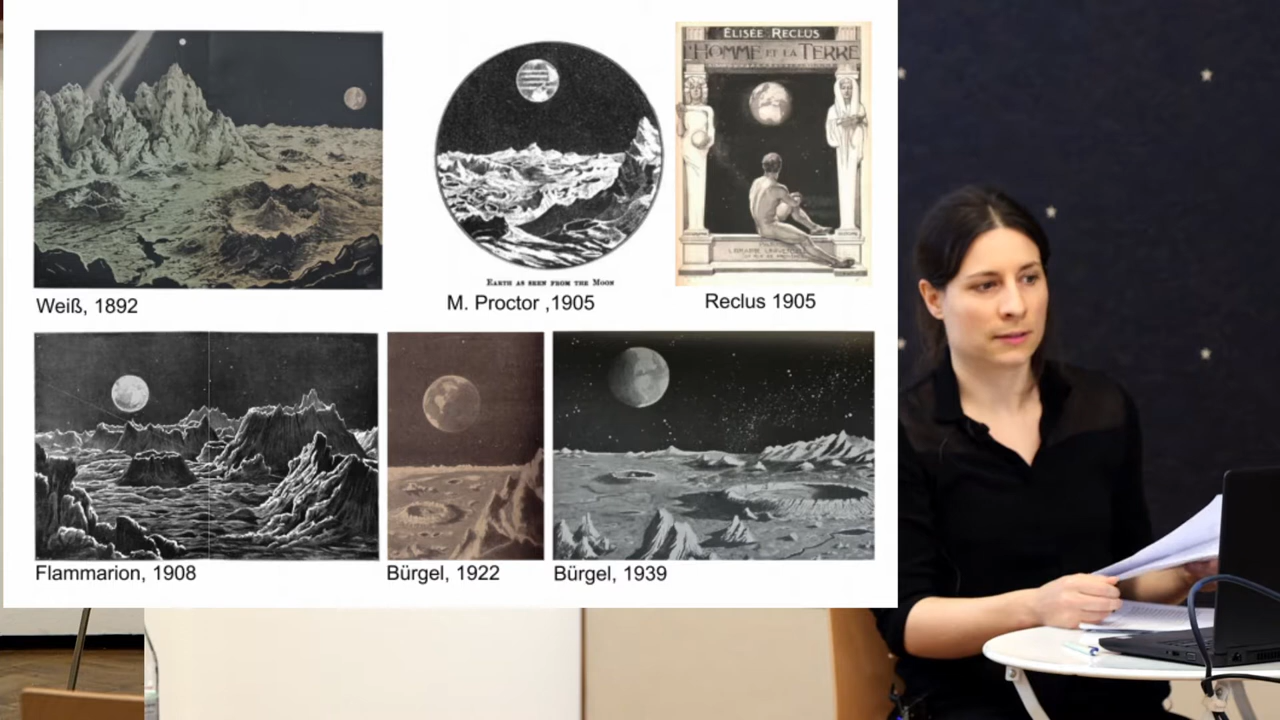 ÉLISÉE RECLUS
L'HOMME ET LA TERRE
EARTH AS SEEN FROM THE MOON
Weiß, 1892
M. Proctor ,1905
Reclus 1905
Flammarion, 1908
Bürgel, 1922
Bürgel, 1939